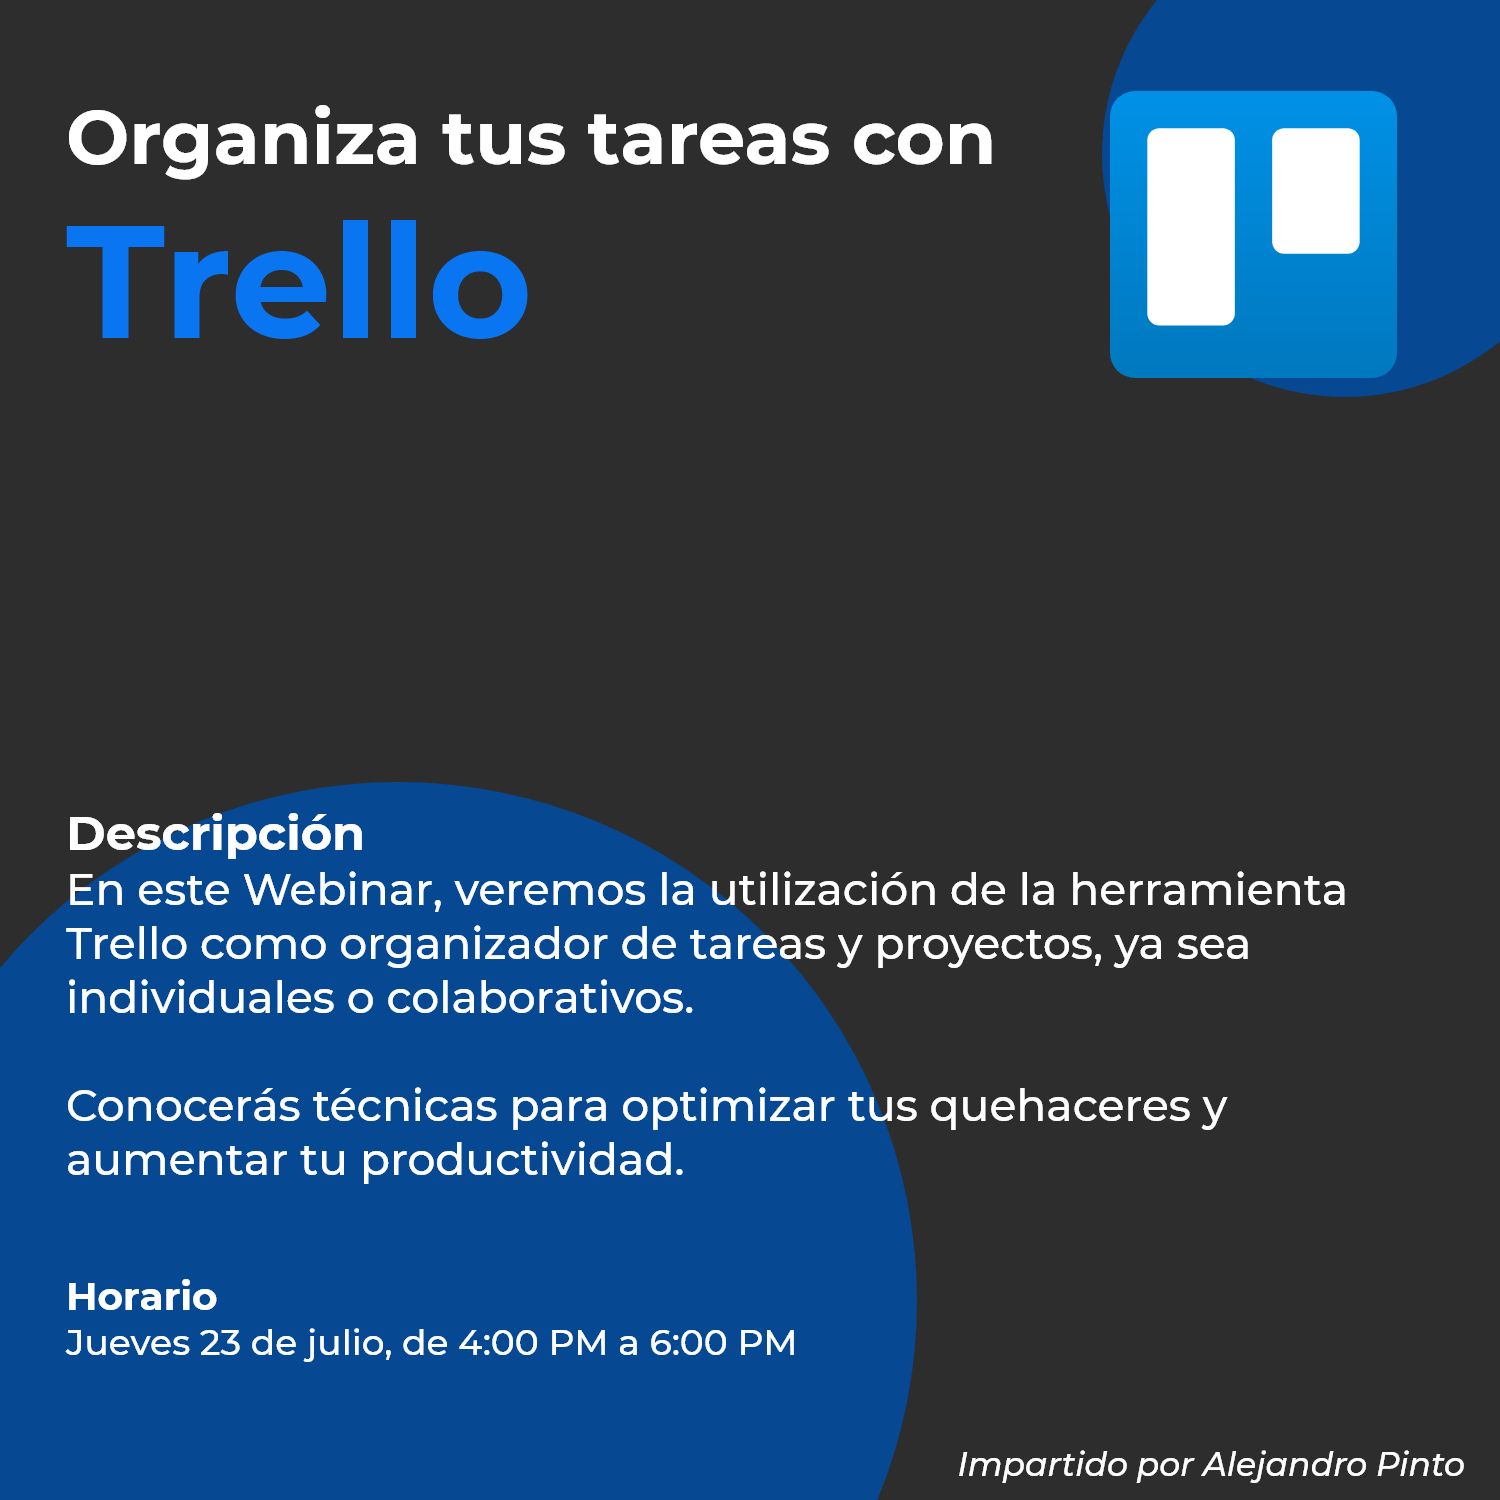 Organiza tus tareas con
Trello
Descripción
En este Webinar, veremos la utilización de la herramienta
Trello como organizador de tareas y proyectos, ya sea
individuales o colaborativos.
Conocerás técnicas para optimizar tus quehaceres y
aumentar tu productividad.
Horario
Jueves 23 de julio, de 4:00 PM a 6:00 PM
Impartido por Alejandro Pinto